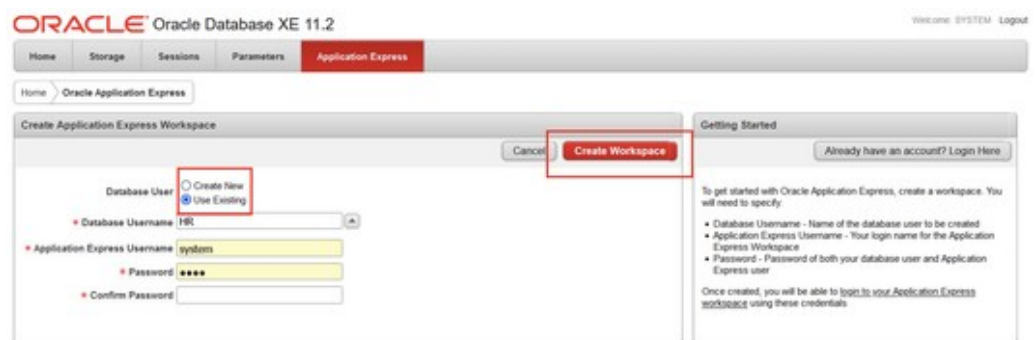 ORACLE Oracle Database XE 11.2
Welcome: SYSTEM Logout
Home Storage Sessions Parameters Application Express
Home Oracle Application Express
Create Application Express Workspace
Cancel Create Workspace
Database User Create New
Use Existing
* Database Username HR
* Application Express Username system
* Password ●●●●
* Confirm Password
Getting Started
Already have an account? Login Here
To get started with Oracle Application Express, create a workspace. You
will need to specify:
• Database Username - Name of the database user to be created
• Application Express Username - Your login name for the Application
Express Workspace
• Password - Password of both your database user and Application
Express user
Once created, you will be able to login to your Application Express
workspace using these credentials